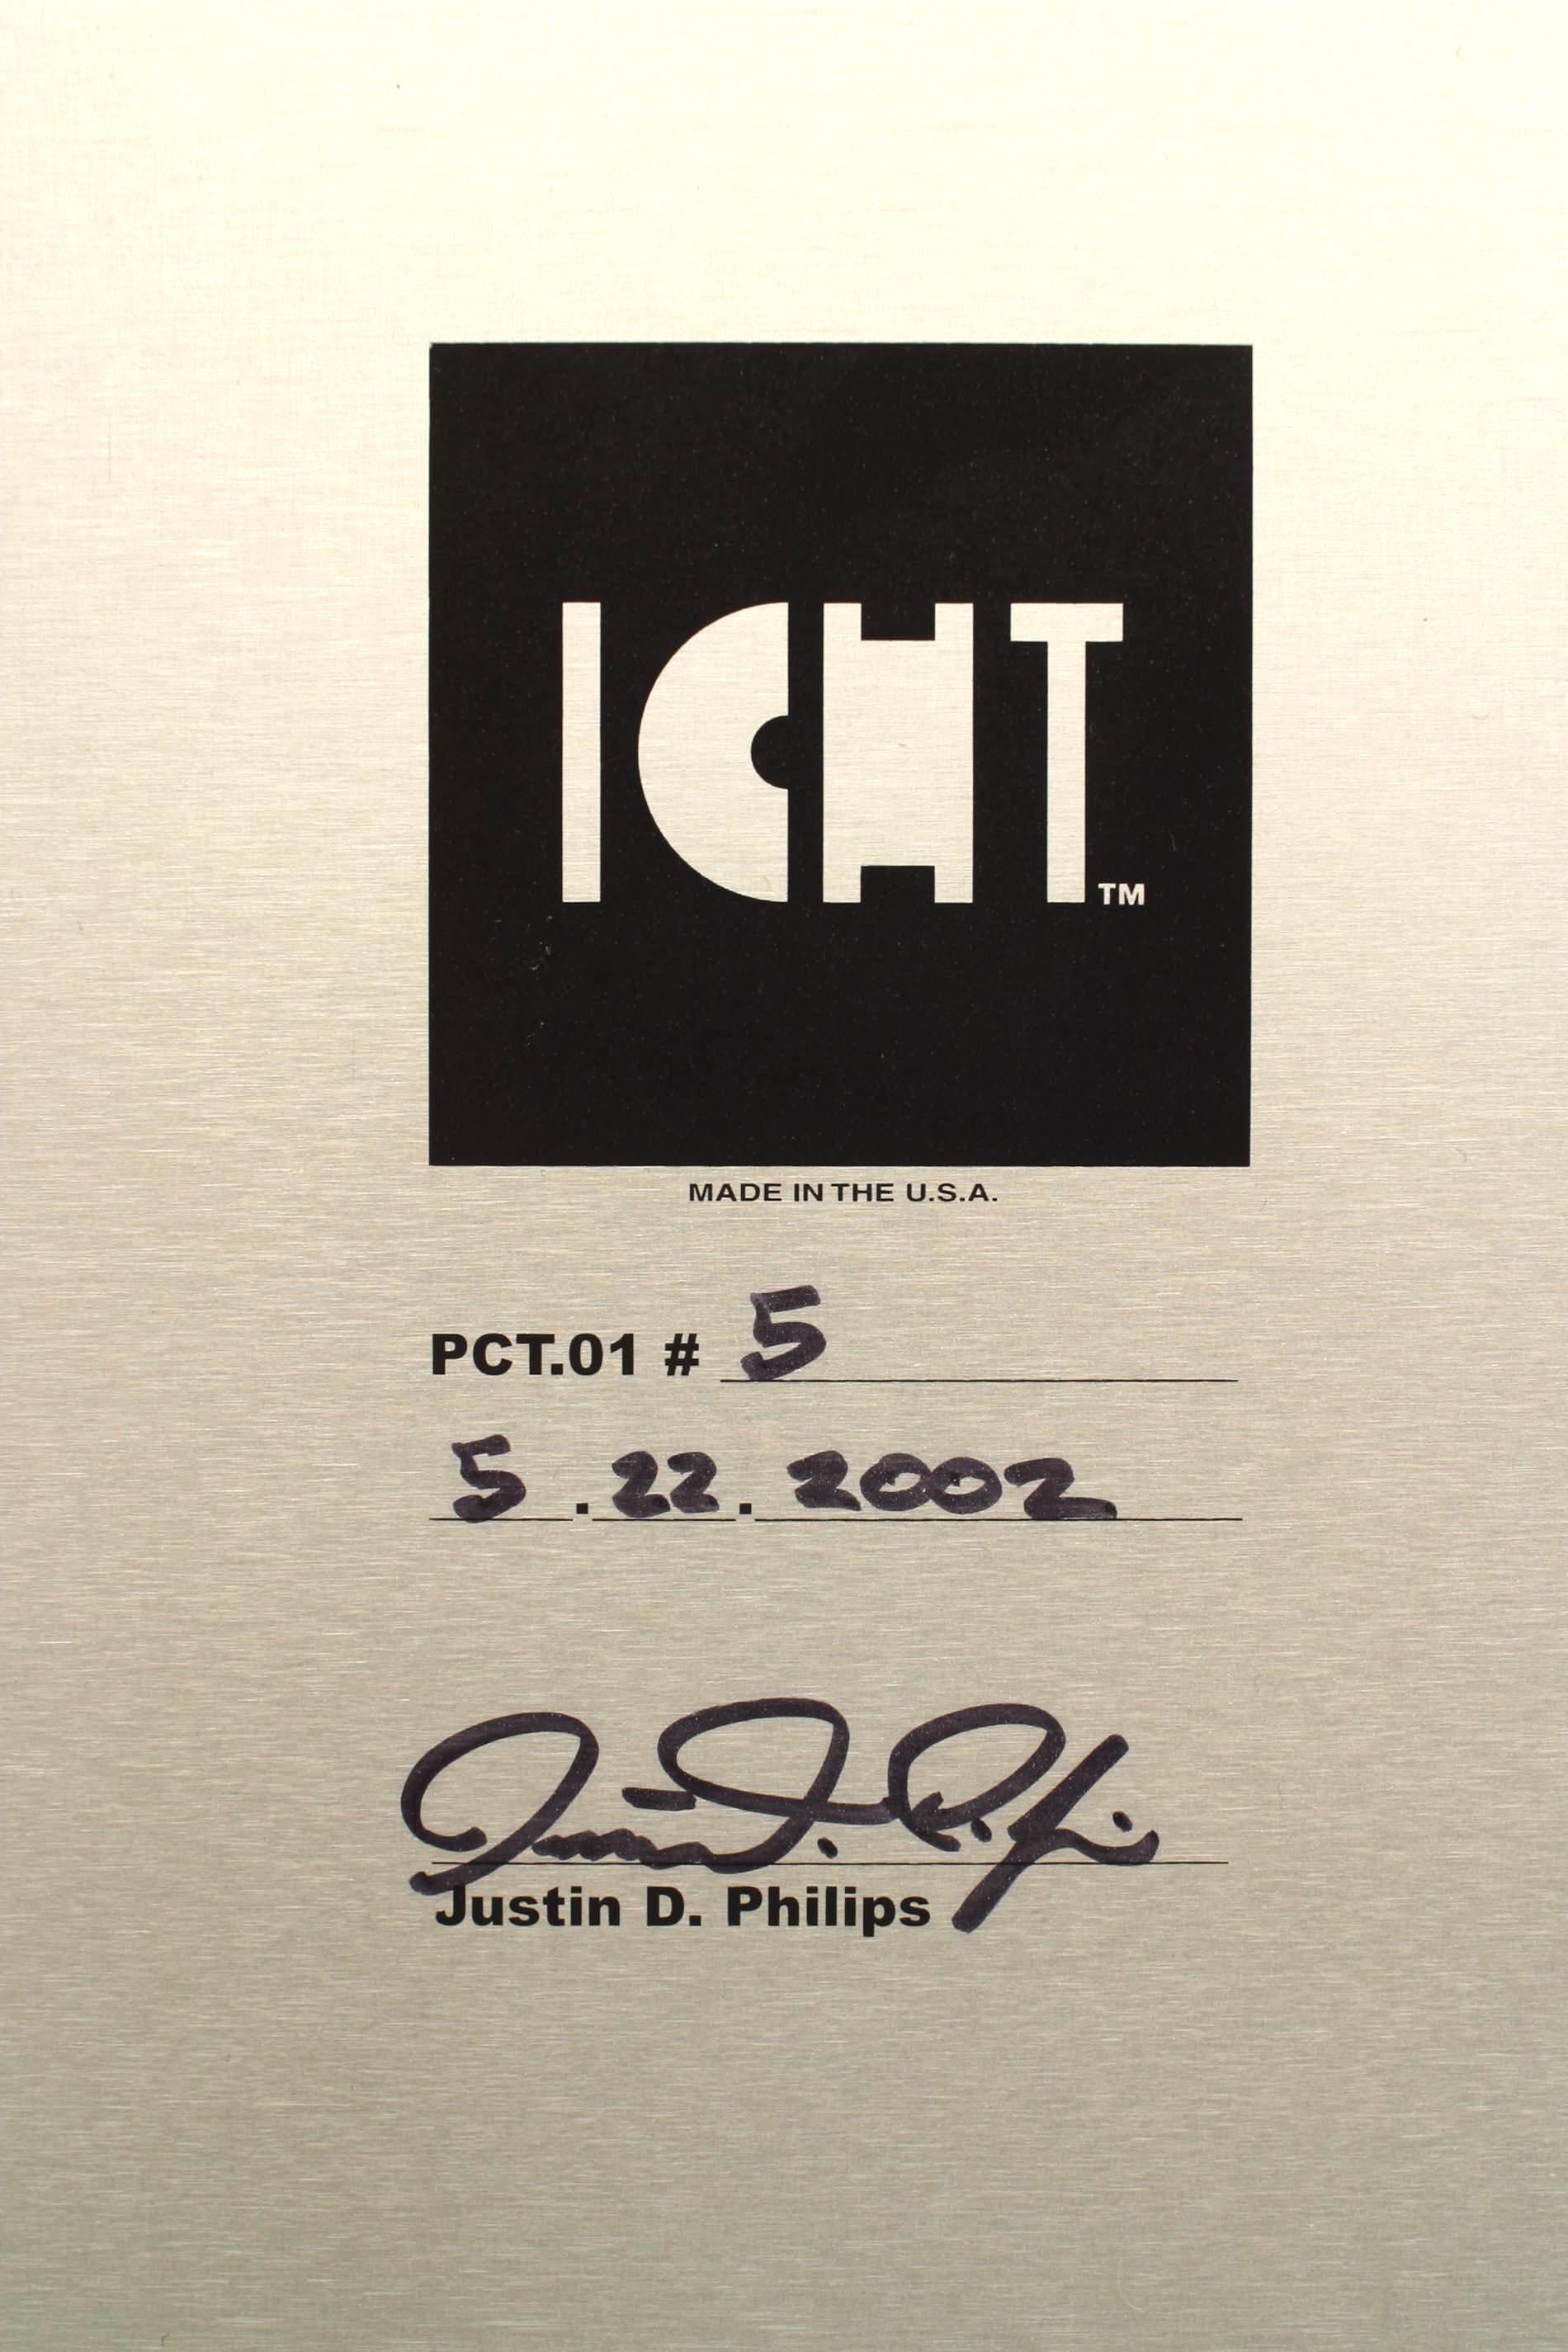 ICHT™
MADE IN THE U.S.A.
PCT.01 # 5
5.22.2002
Justin D. Philips